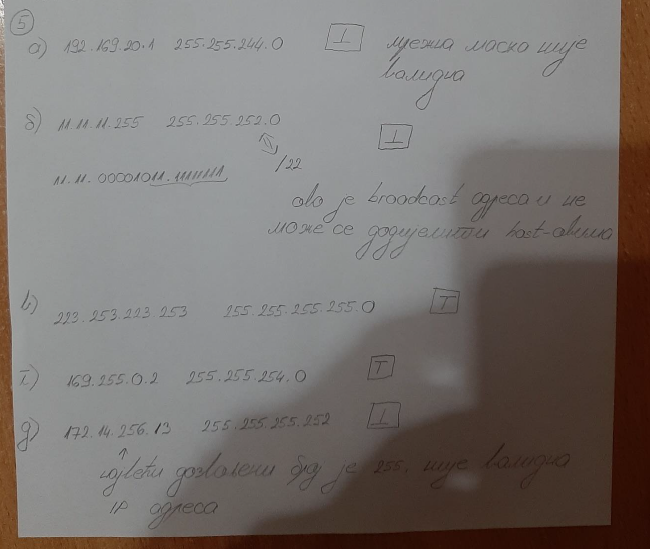 5
а) 192.169.20.1 255.255.244.0 ⊥ мрежна маска није
валидна
б) 11.11.11.255 255.255.252.0 ⊥
/22
11.11.00001011.11111111
ово је broadcast адреса и не
може се додијелити host-овима
в) 223.253.223.253 255.255.255.255.0 T
г) 169.255.0.2 255.255.254.0 T
д) 172.14.256.13 255.255.255.252 ⊥
највећи дозвољени број је 255, није валидна
IP адреса